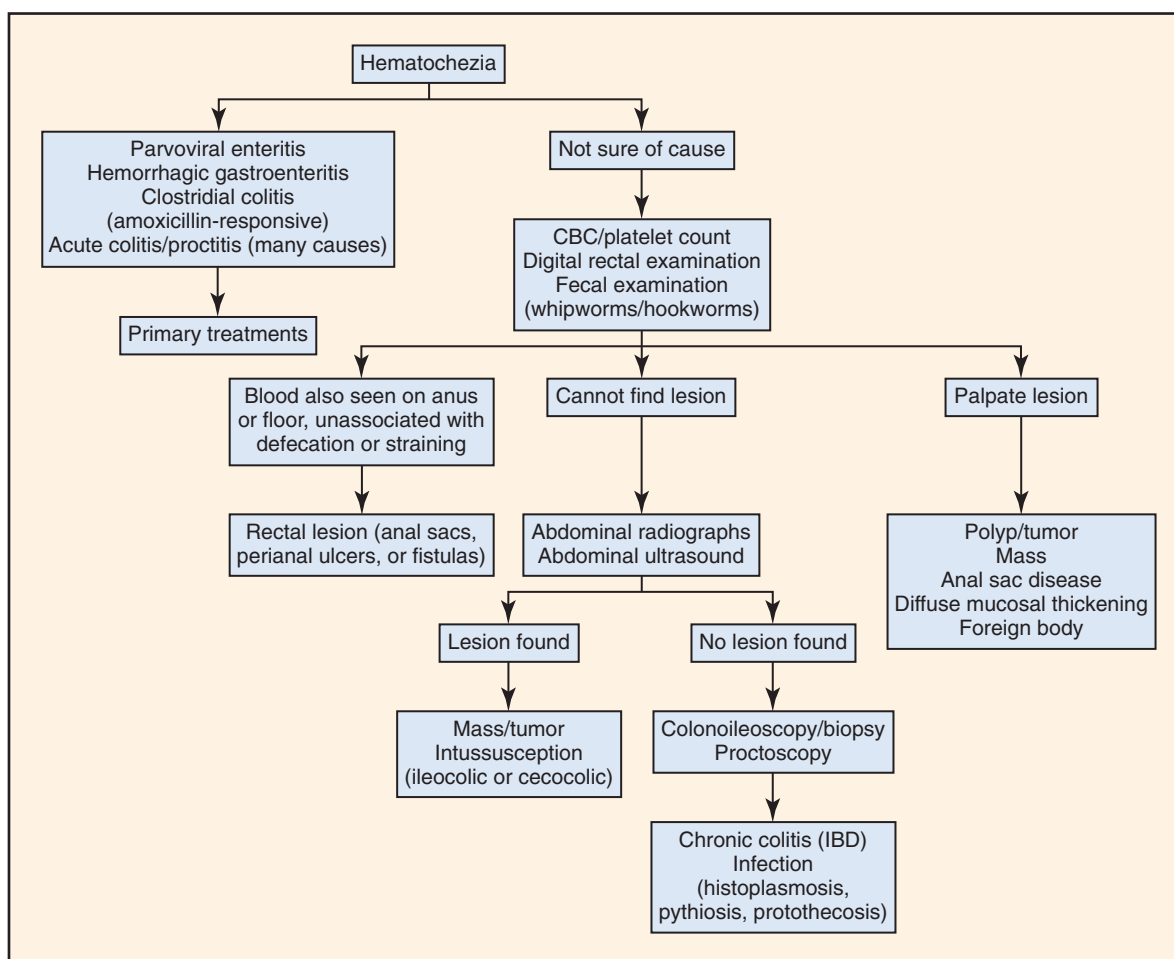 Hematochezia
Parvoviral enteritis
Hemorrhagic gastroenteritis
Clostridial colitis
(amoxicillin-responsive)
Acute colitis/proctitis (many causes)
Not sure of cause
Primary treatments
CBC/platelet count
Digital rectal examination
Fecal examination
(whipworms/hookworms)
Blood also seen on anus
or floor, unassociated with
defecation or straining
Cannot find lesion
Palpate lesion
Rectal lesion (anal sacs,
perianal ulcers, or fistulas)
Abdominal radiographs
Abdominal ultrasound
Polyp/tumor
Mass
Anal sac disease
Diffuse mucosal thickening
Foreign body
Lesion found
No lesion found
Mass/tumor
Intussusception
(ileocolic or cecocolic)
Colonoileoscopy/biopsy
Proctoscopy
Chronic colitis (IBD)
Infection
(histoplasmosis,
pythiosis, protothecosis)